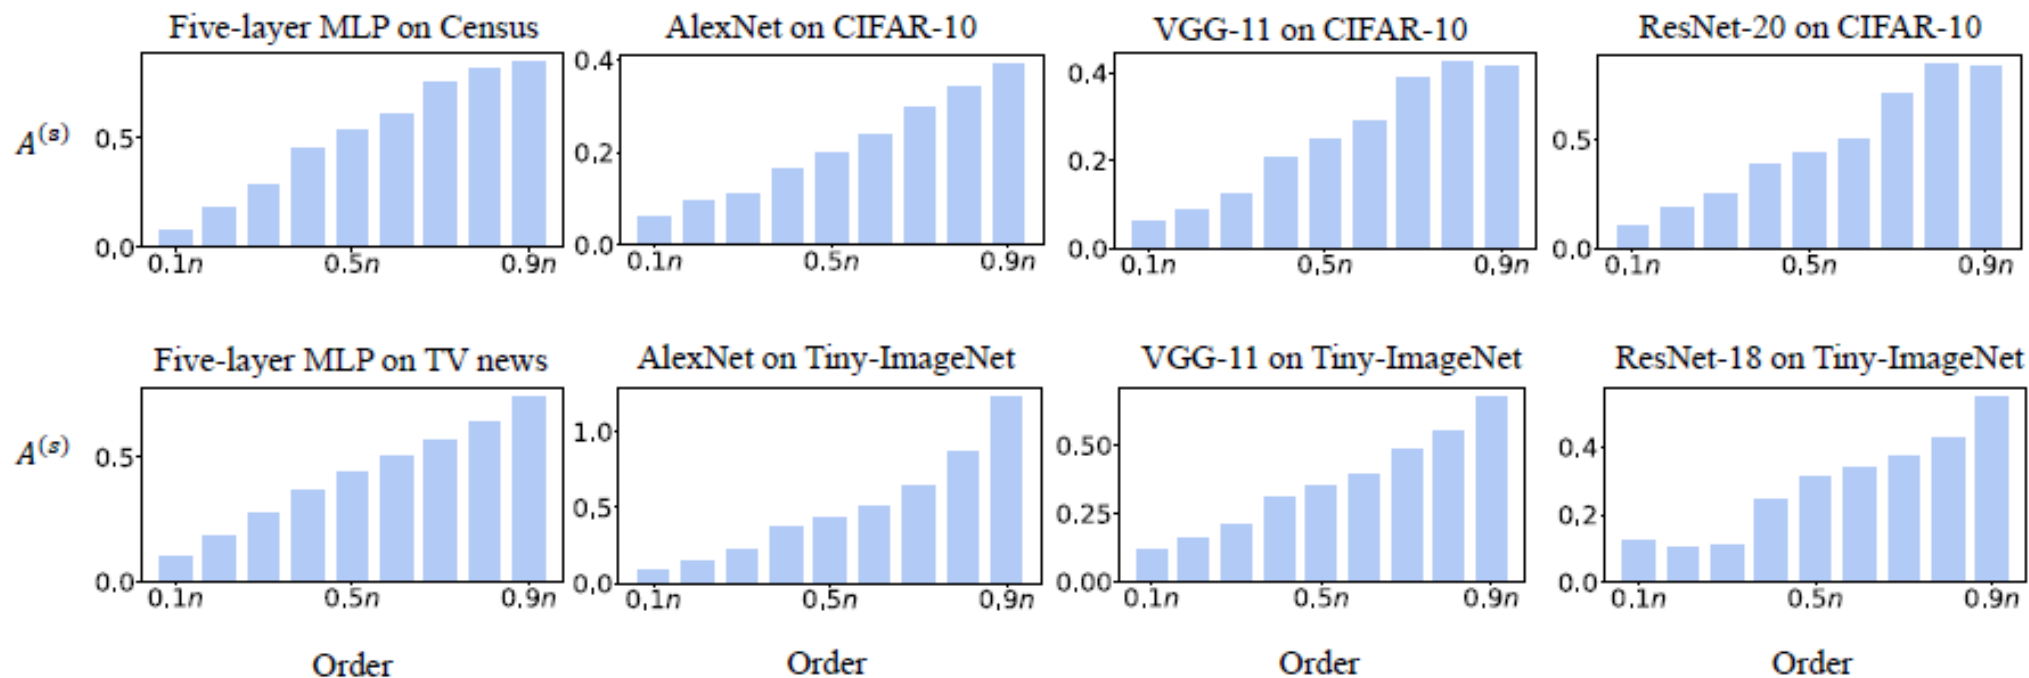 Five-layer MLP on Census
AlexNet on CIFAR-10
VGG-11 on CIFAR-10
ResNet-20 on CIFAR-10
A(s)
0.5
0.0
0.1n 0.5n 0.9n
0.4
0.2
0.0
0.1n 0.5n 0.9n
0.4
0.2
0.0
0.1n 0.5n 0.9n
0.5
0.0
0.1n 0.5n 0.9n
Five-layer MLP on TV news
AlexNet on Tiny-ImageNet
VGG-11 on Tiny-ImageNet
ResNet-18 on Tiny-ImageNet
A(s)
0.5
0.0
0.1n 0.5n 0.9n
1.0
0.5
0.0
0.1n 0.5n 0.9n
0.50
0.25
0.00
0.1n 0.5n 0.9n
0.4
0.2
0.0
0.1n 0.5n 0.9n
Order
Order
Order
Order